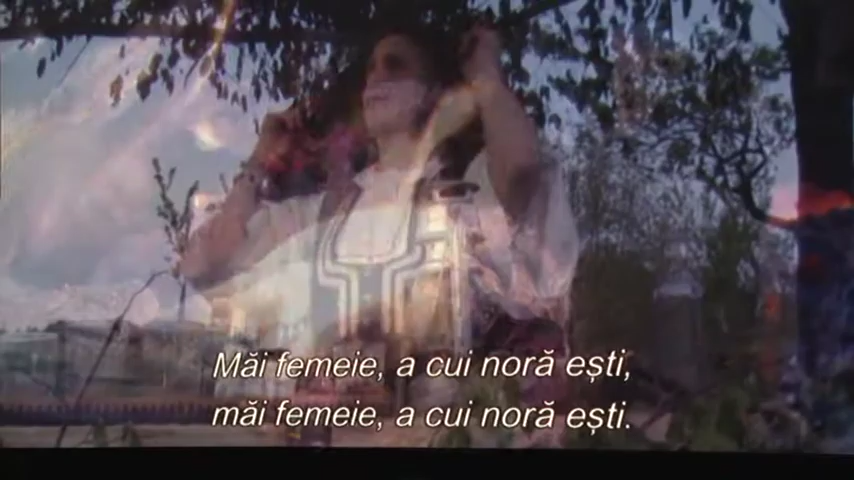 Măi femeie, a cui noră ești,
măi femeie, a cui noră ești.